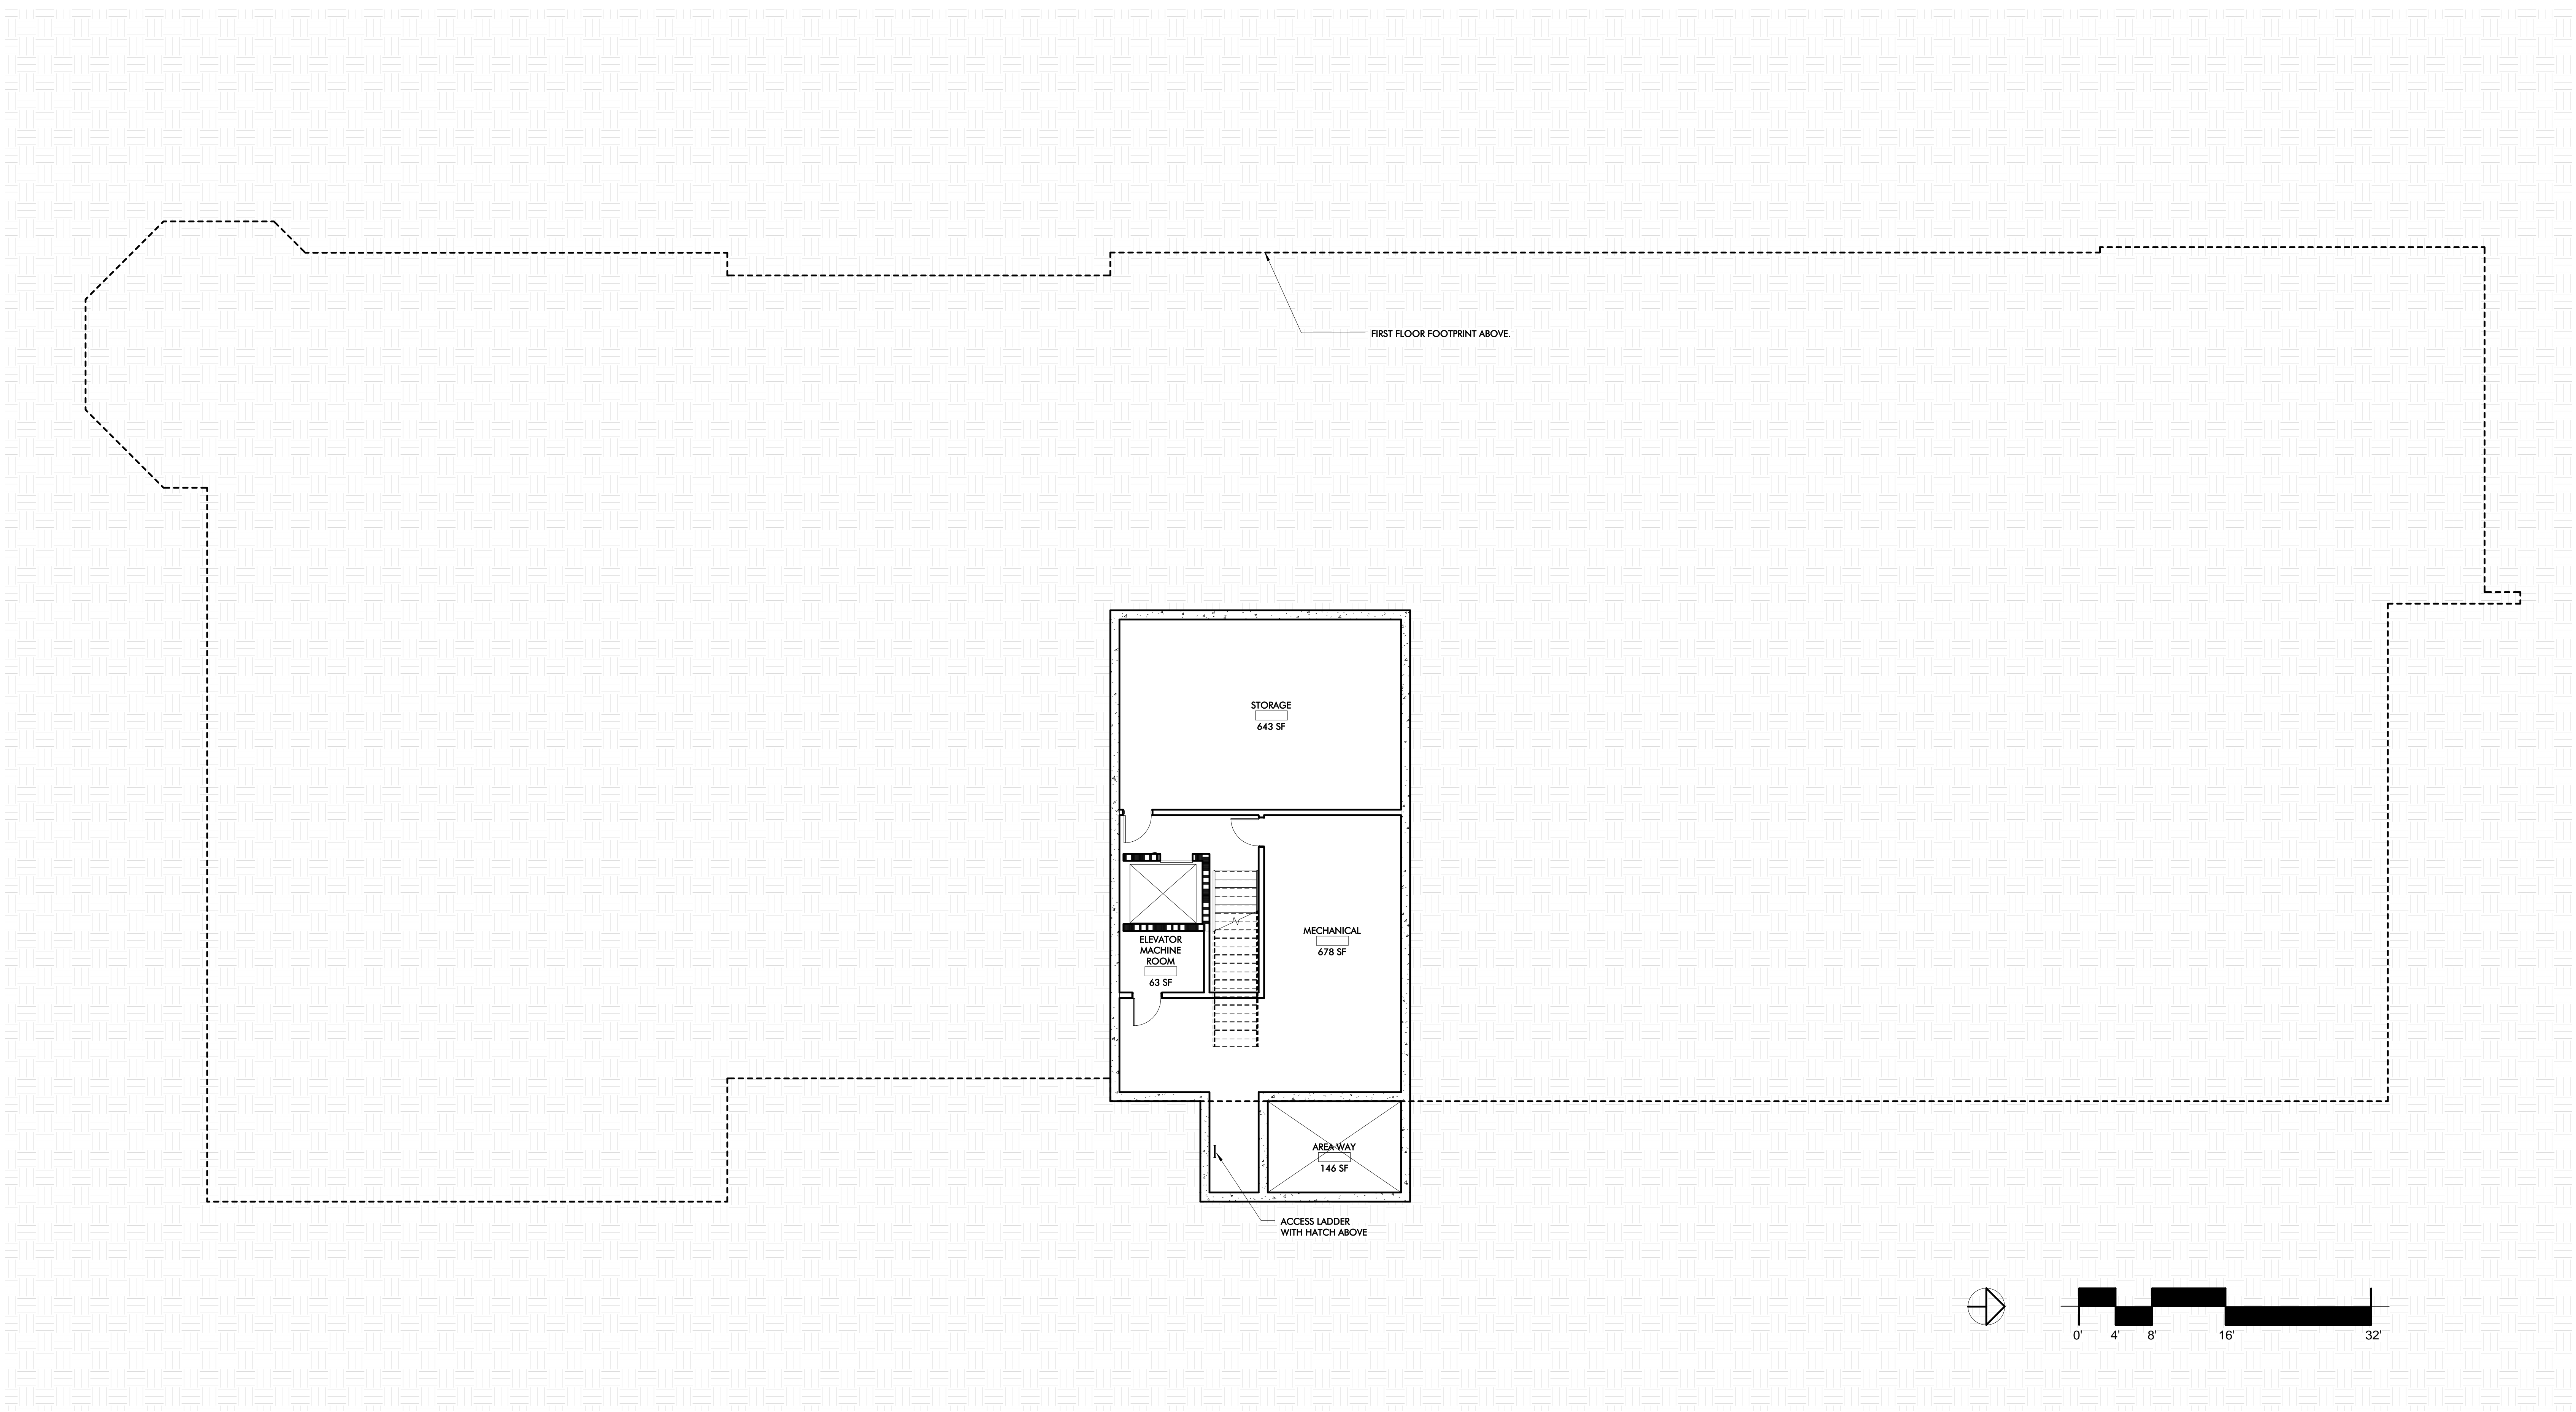 FIRST FLOOR FOOTPRINT ABOVE.
STORAGE
643 SF
MECHANICAL
678 SF
ELEVATOR
MACHINE
ROOM
63 SF
AREA WAY
146 SF
ACCESS LADDER
WITH HATCH ABOVE
0' 4' 8' 16' 32'